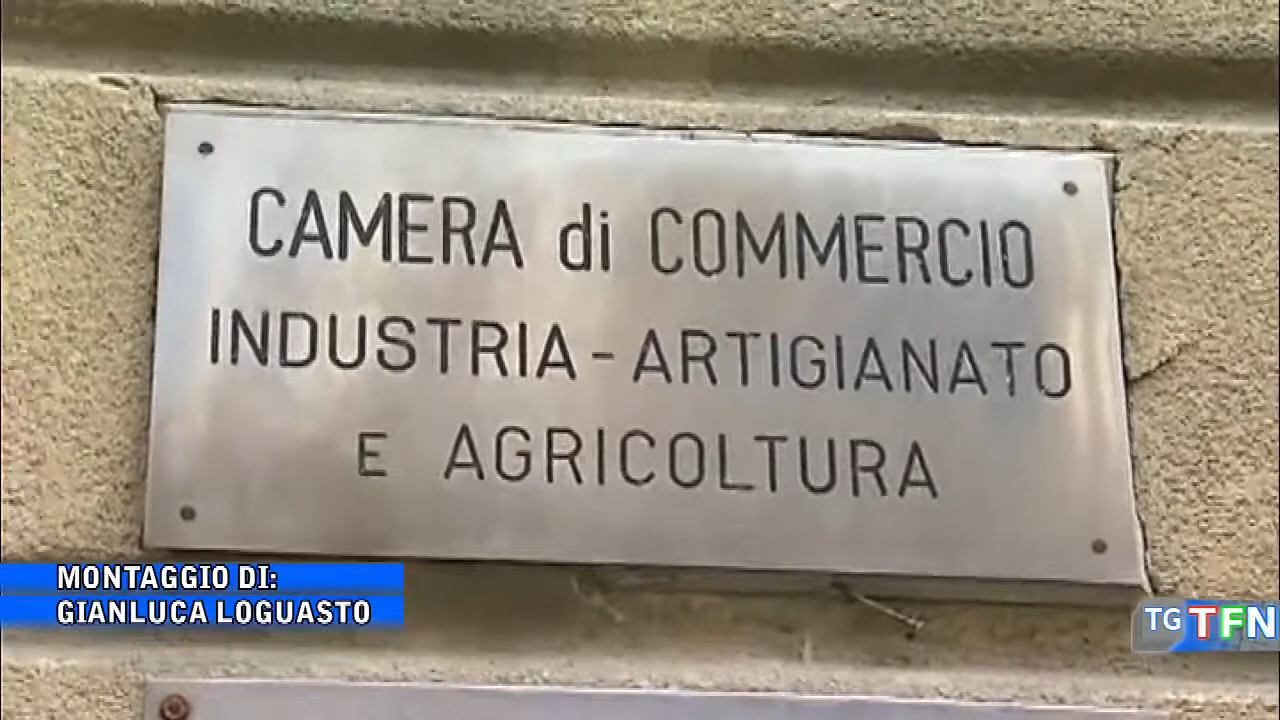 CAMERA di COMMERCIO
INDUSTRIA - ARTIGIANATO
E AGRICOLTURA
MONTAGGIO DI:
GIANLUCA LOGUASTO
TG TFN